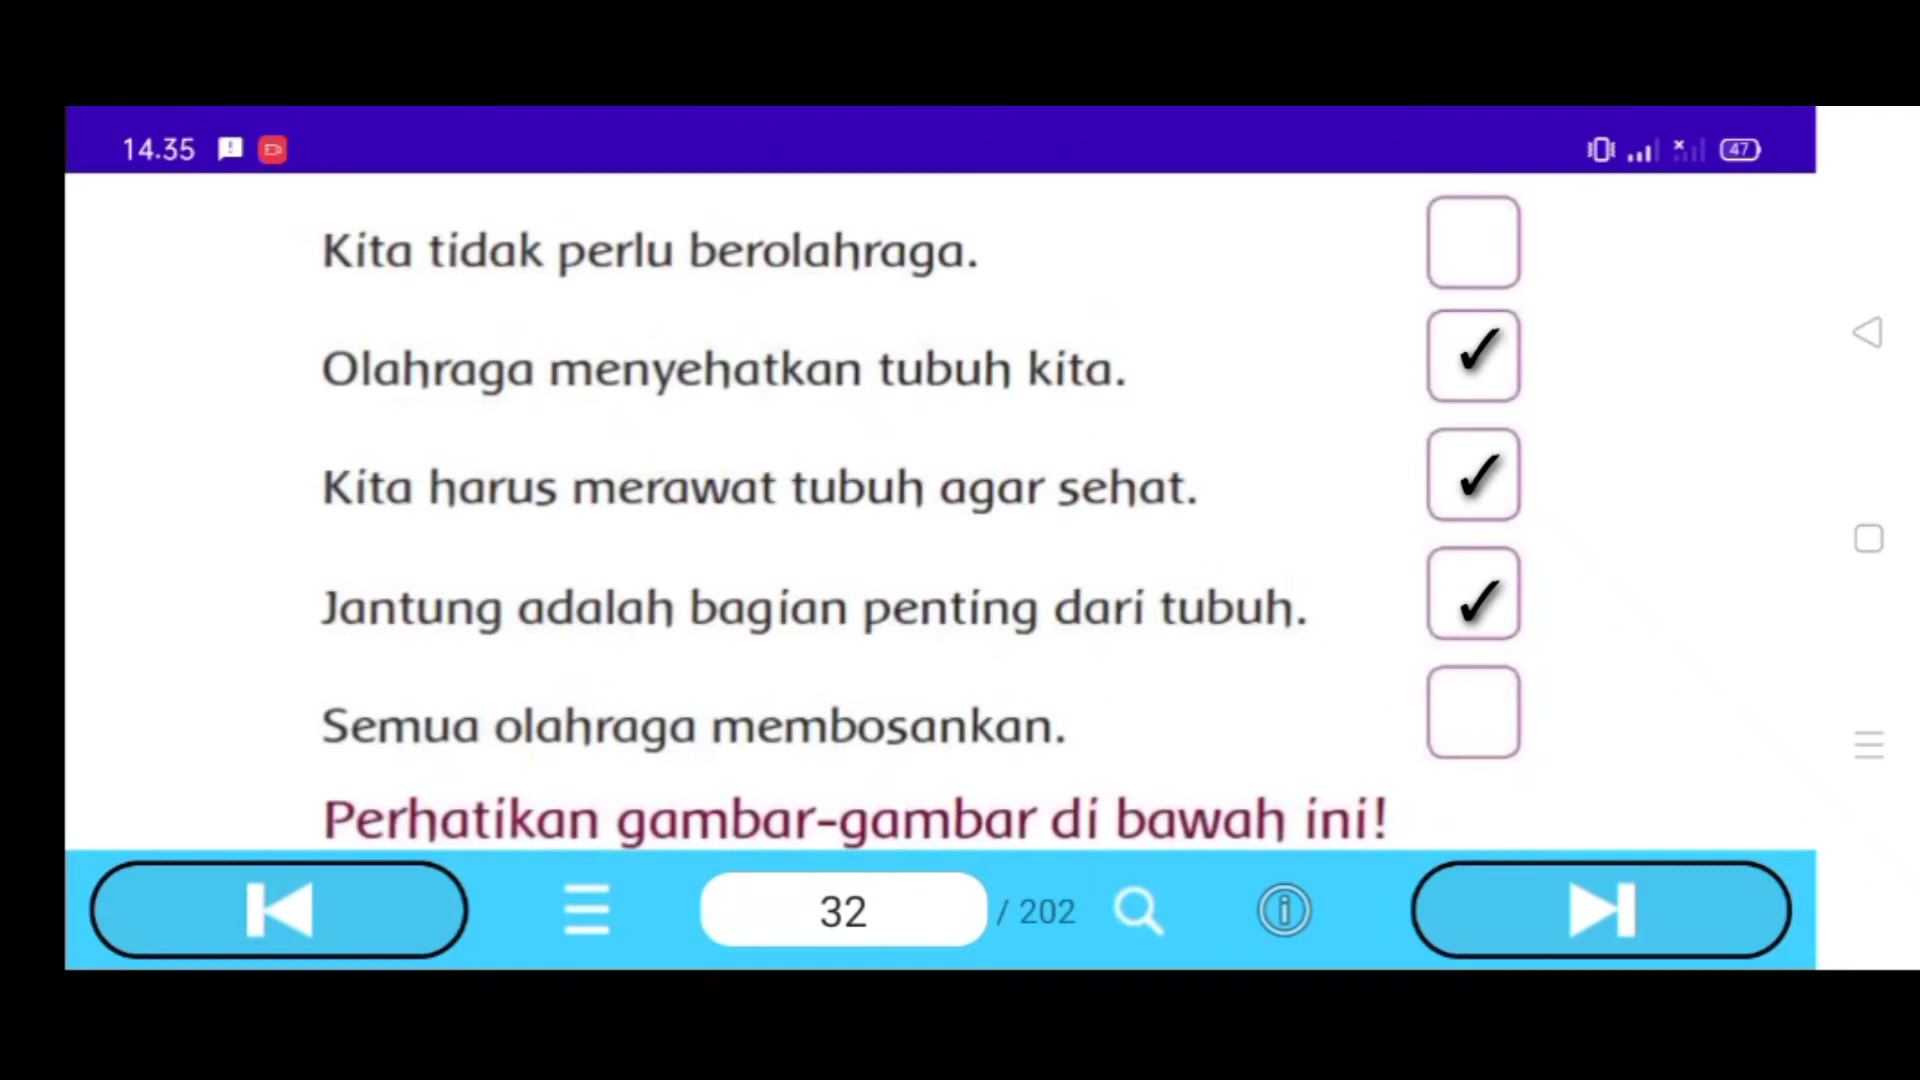 14.35
47
Kita tidak perlu berolahraga.
Olahraga menyehatkan tubuh kita.
Kita harus merawat tubuh agar sehat.
Jantung adalah bagian penting dari tubuh.
Semua olahraga membosankan.
Perhatikan gambar-gambar di bawah ini!
32 / 202